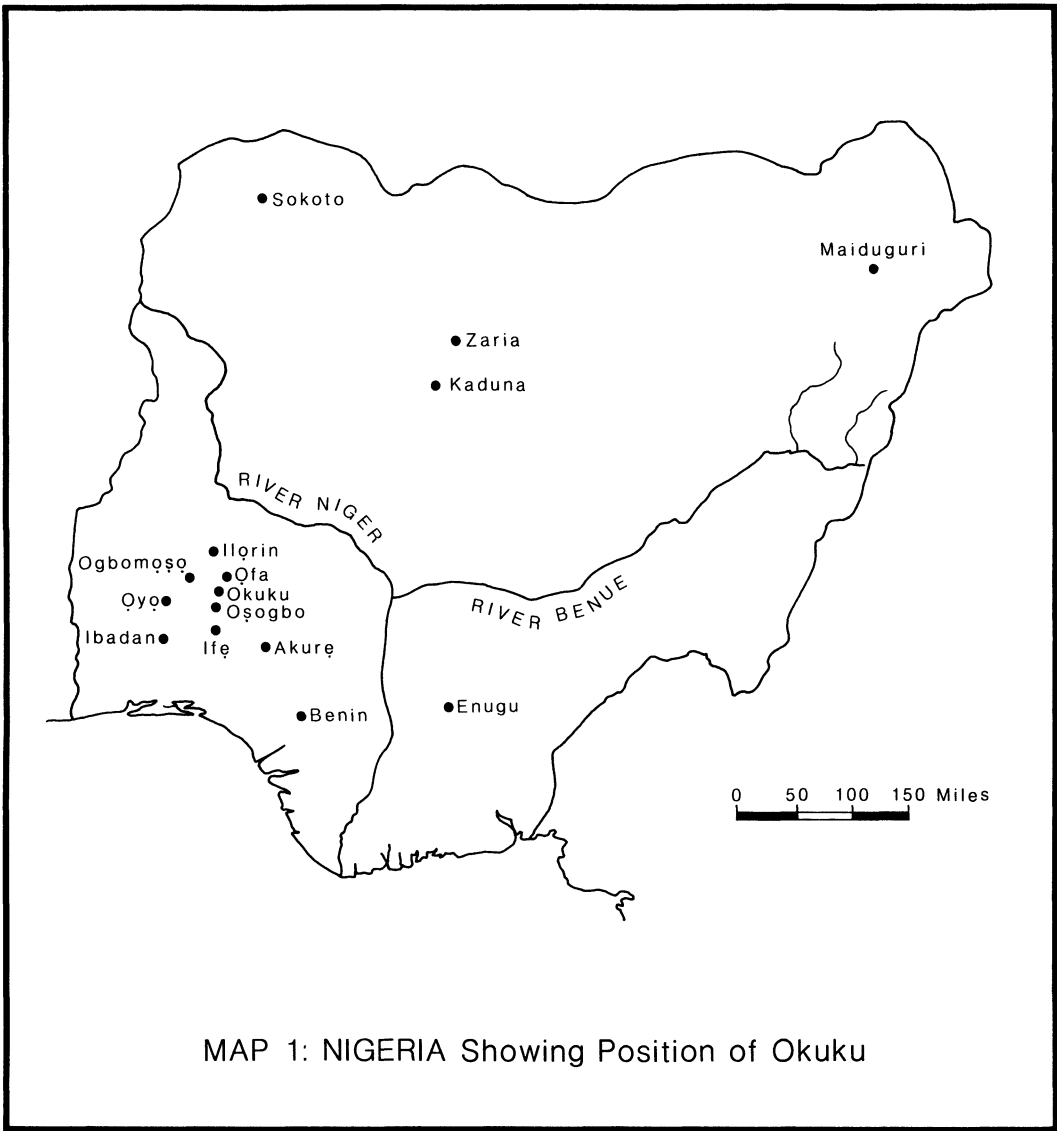 Sokoto
Maiduguri
Zaria
Kaduna
RIVER NIGER
Ilọrin
Ogbomọṣọ
Ọfa
Okuku
Ọyọ
Oṣogbo
Ibadan
Ifẹ
Akurẹ
RIVER BENUE
Benin
Enugu
0 50 100 150 Miles
MAP 1: NIGERIA Showing Position of Okuku